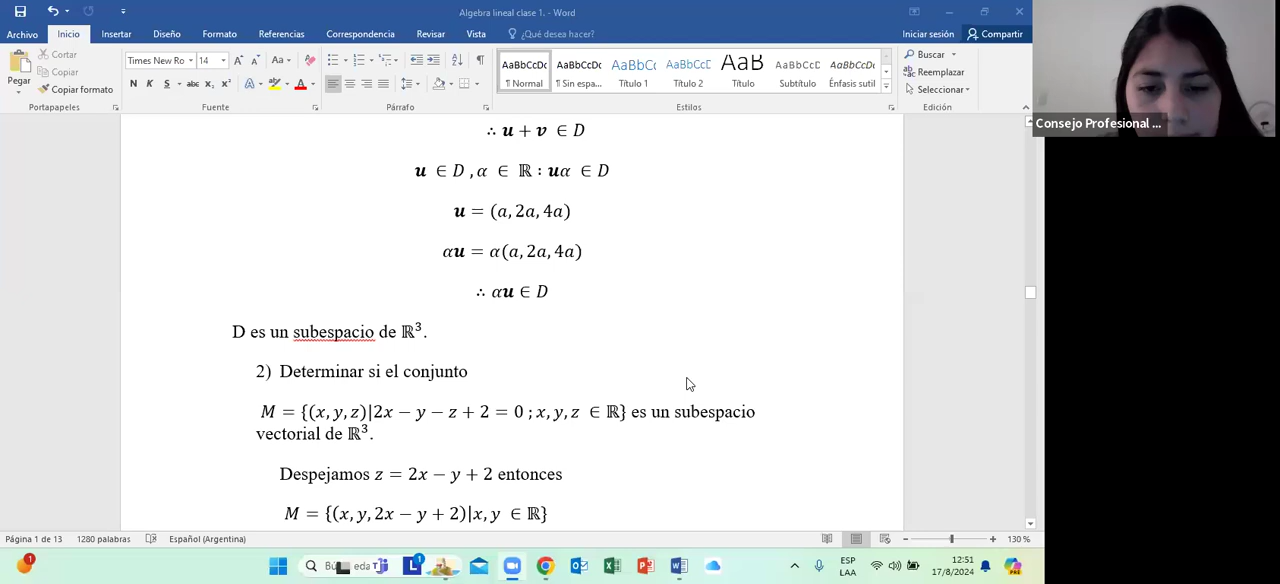 Algebra lineal clase 1. - Word
Archivo Inicio Insertar Diseño Formato Referencias Correspondencia Revisar Vista ¿Qué desea hacer? Iniciar sesión Compartir
Pegar
Cortar
Copiar
Copiar formato
Times New Ro 14
N K S abc x₂ x² A A
AaBbCcDc AaBbCcDc AaBbC AaBbCcD AaB AaBbCcD AaBbCcDc
¶ Normal ¶ Sin espa... Título 1 Título 2 Título Subtítulo Énfasis sutil
Buscar
Reemplazar
Seleccionar
Portapapeles Fuente Párrafo Estilos Edición
Consejo Profesional ...
∴ u + v ∈ D
u ∈ D , α ∈ ℝ : uα ∈ D
u = (a, 2a, 4a)
αu = α(a, 2a, 4a)
∴ αu ∈ D
D es un subespacio de ℝ³.
2) Determinar si el conjunto
M = {(x, y, z)|2x − y − z + 2 = 0 ; x, y, z ∈ ℝ} es un subespacio
vectorial de ℝ³.
Despejamos z = 2x − y + 2 entonces
M = {(x, y, 2x − y + 2)|x, y ∈ ℝ}
Página 1 de 13 1280 palabras Español (Argentina) 130 %
ESP
LAA
12:51
17/8/2024